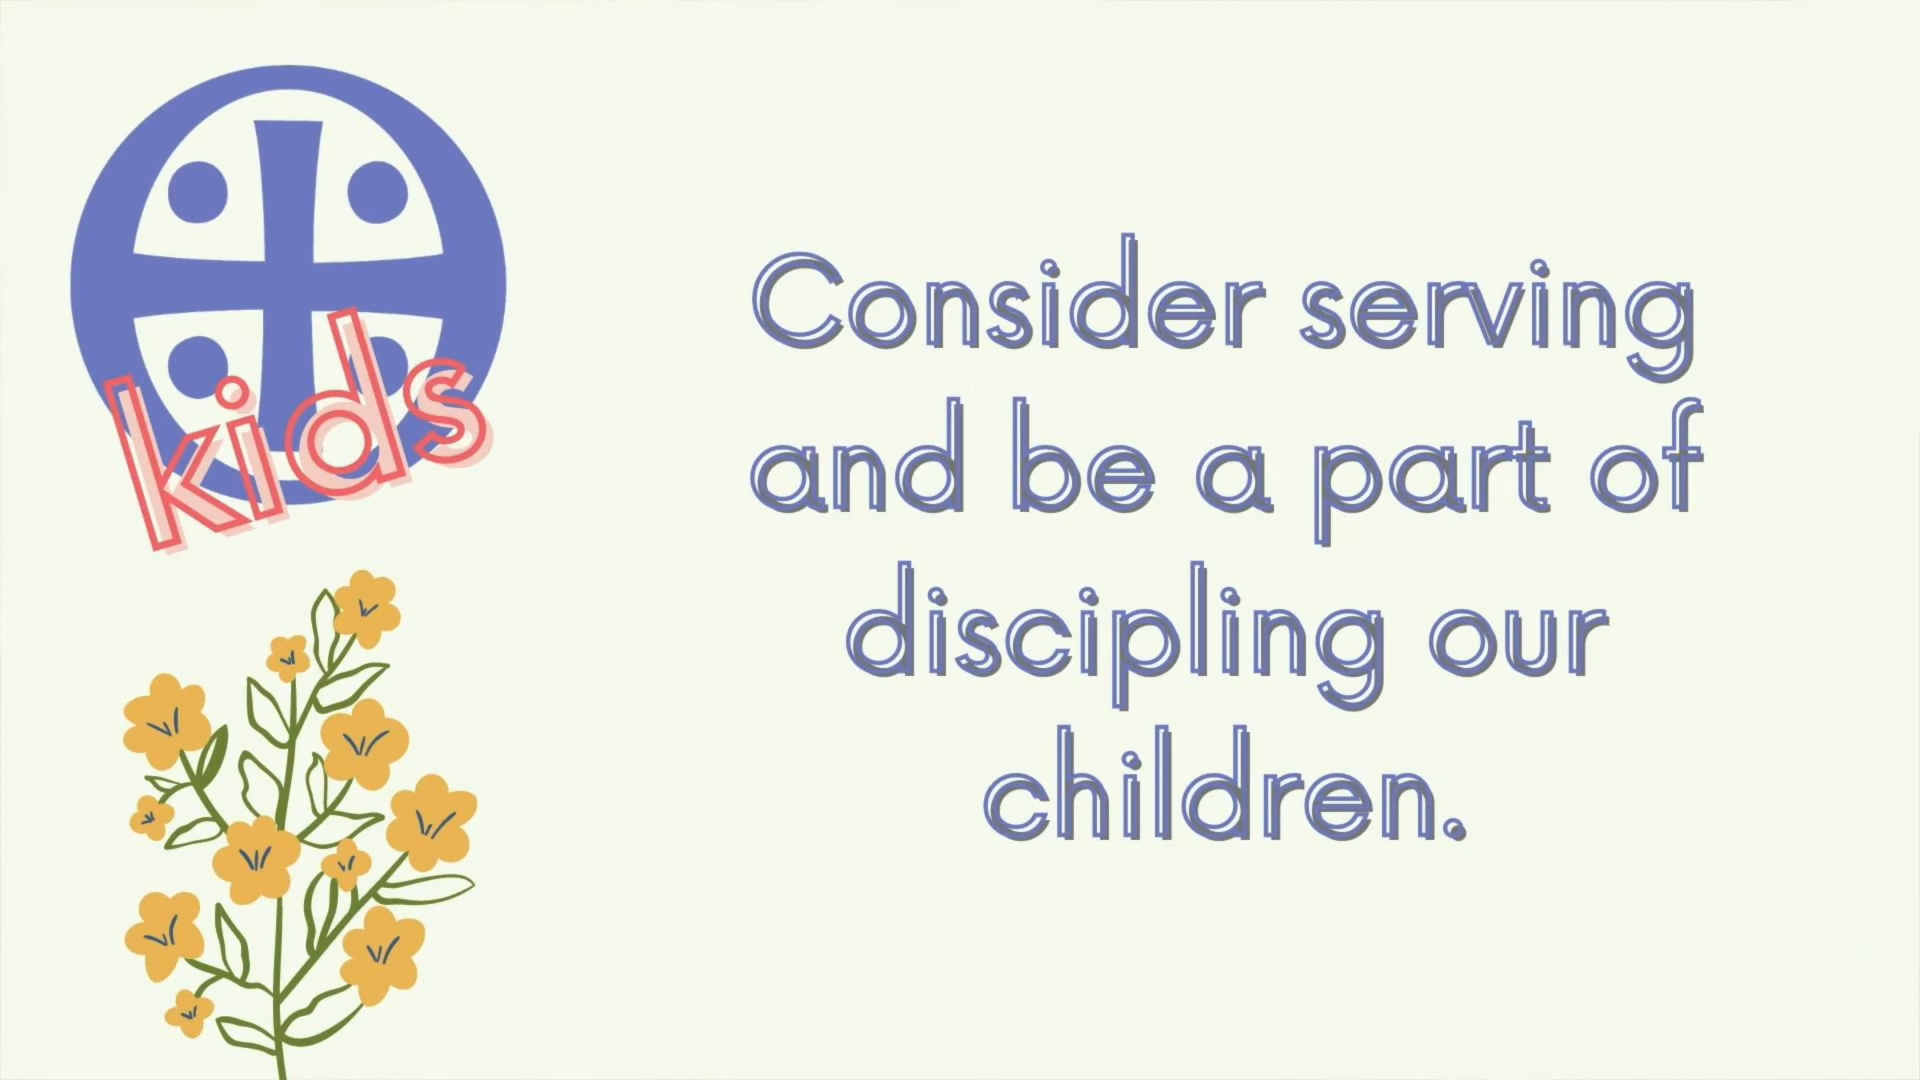 kids
Consider serving
and be a part of
discipling our
children.